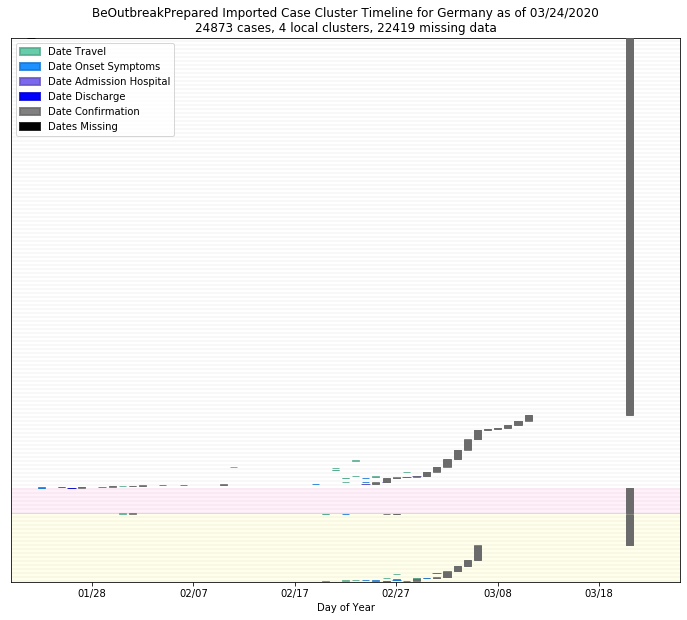 BeOutbreakPrepared Imported Case Cluster Timeline for Germany as of 03/24/2020
24873 cases, 4 local clusters, 22419 missing data
Date Travel
Date Onset Symptoms
Date Admission Hospital
Date Discharge
Date Confirmation
Dates Missing
01/28 02/07 02/17 02/27 03/08 03/18
Day of Year